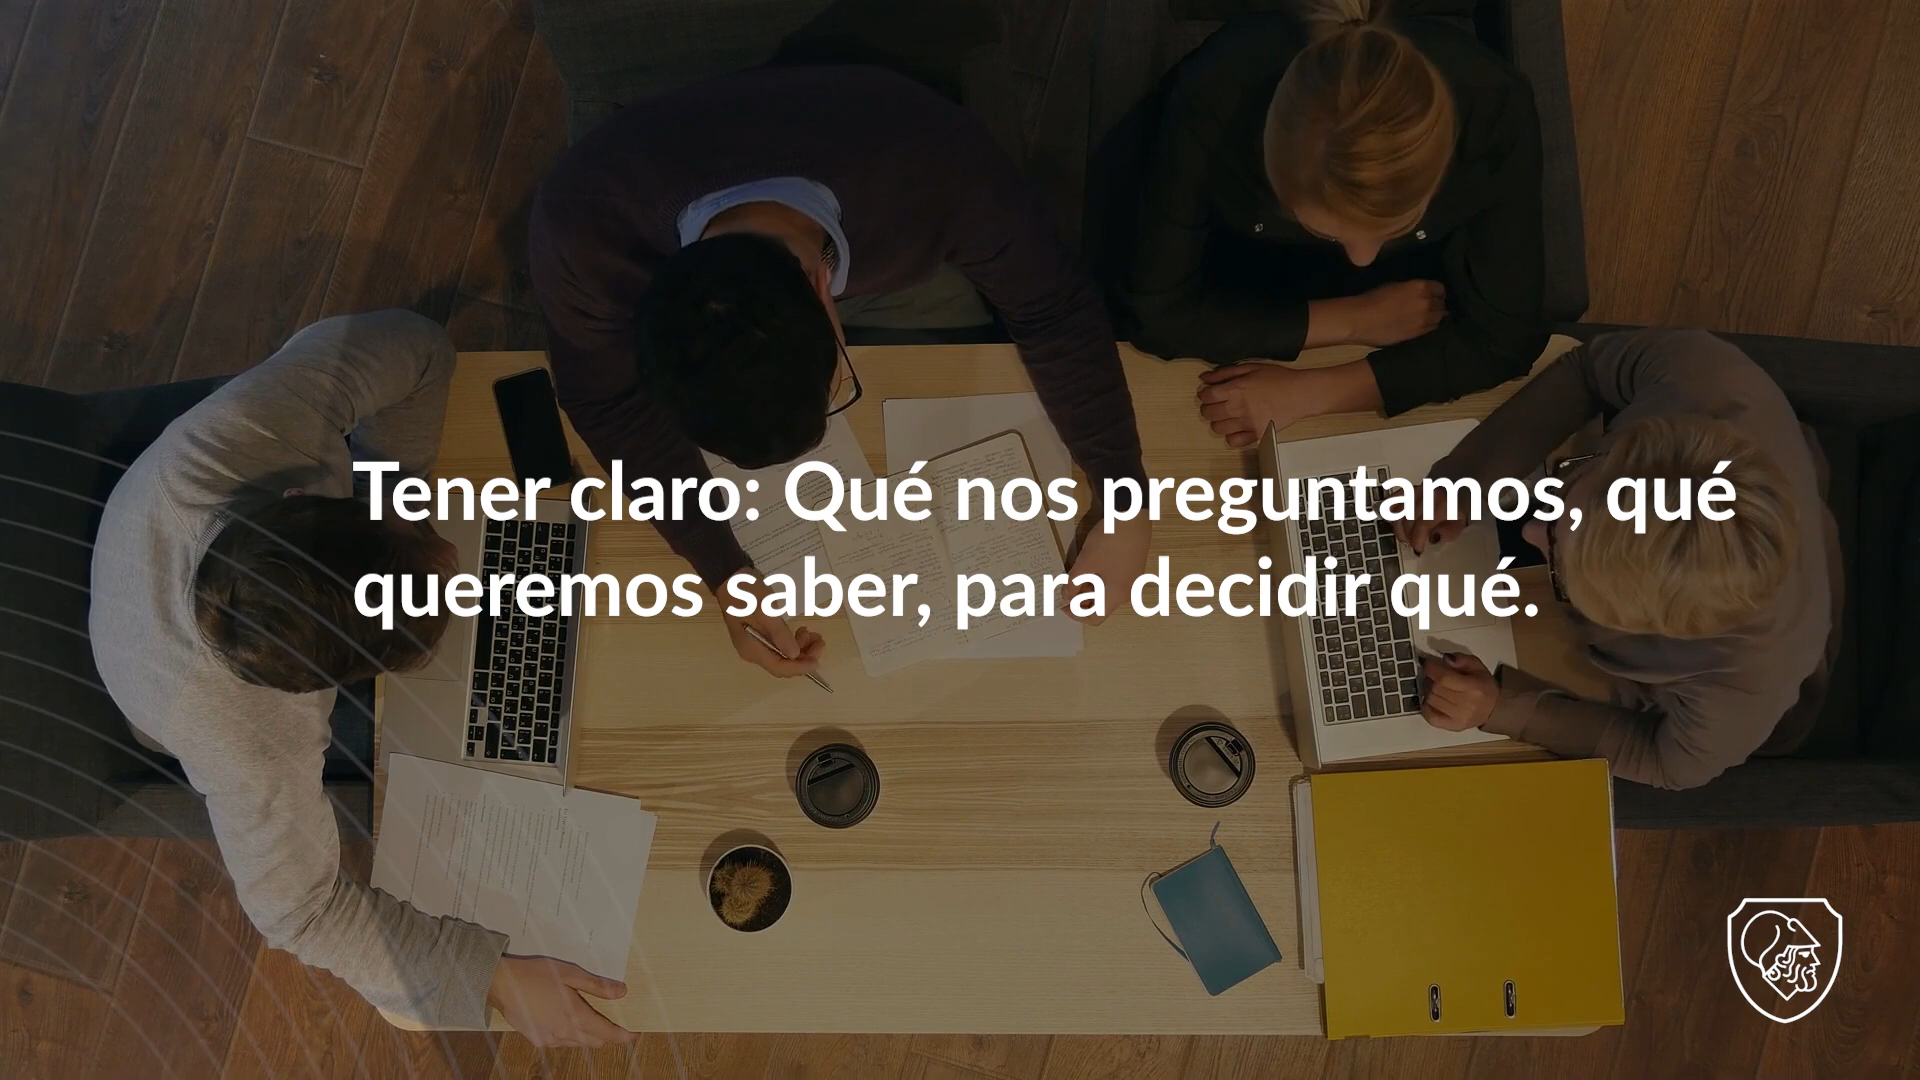 Tener claro: Qué nos preguntamos, qué
queremos saber, para decidir qué.